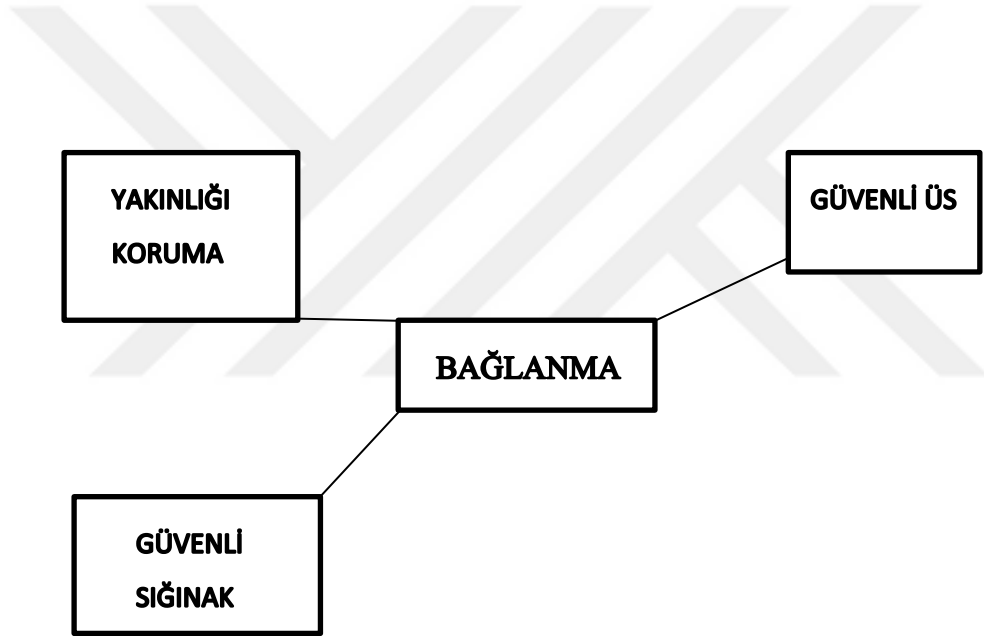 YAKINLIĞI
KORUMA
GÜVENLİ ÜS
BAĞLANMA
GÜVENLİ
SIĞINAK